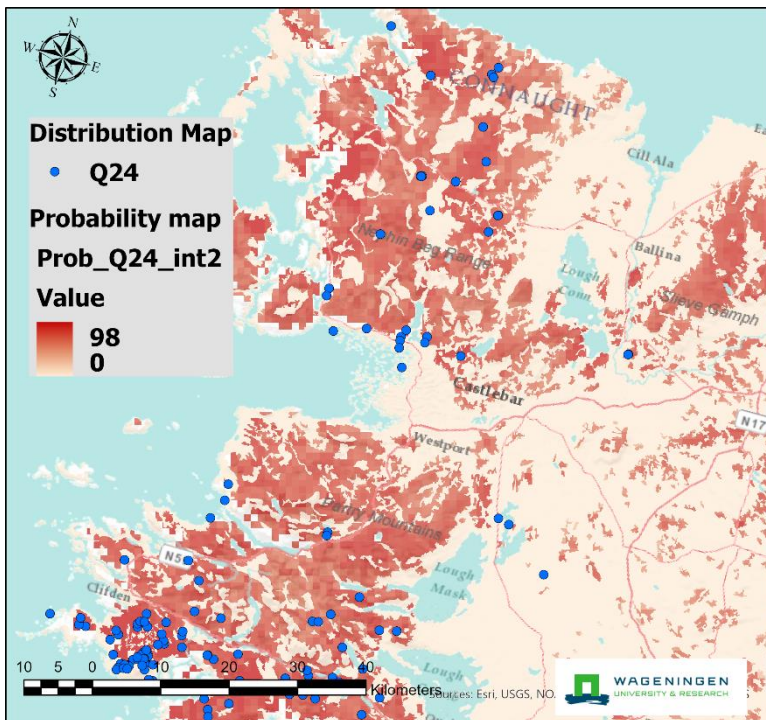 N
W
E
S
CONNAUGHT
Distribution Map
Q24
Probability map
Prob_Q24_int2
Value
98
0
Cill Ala
Ballina
Nephin Beg Range
Lough
Conn
Slieve Gamph
Castlebar
N17
Westport
Partry Mountains
N5
Lough
Mask
Clifden
Lough
10 5 0 10 20 30 40
Kilometers
Sources: Esri, USGS, NO
WAGENINGEN
UNIVERSITY & RESEARCH